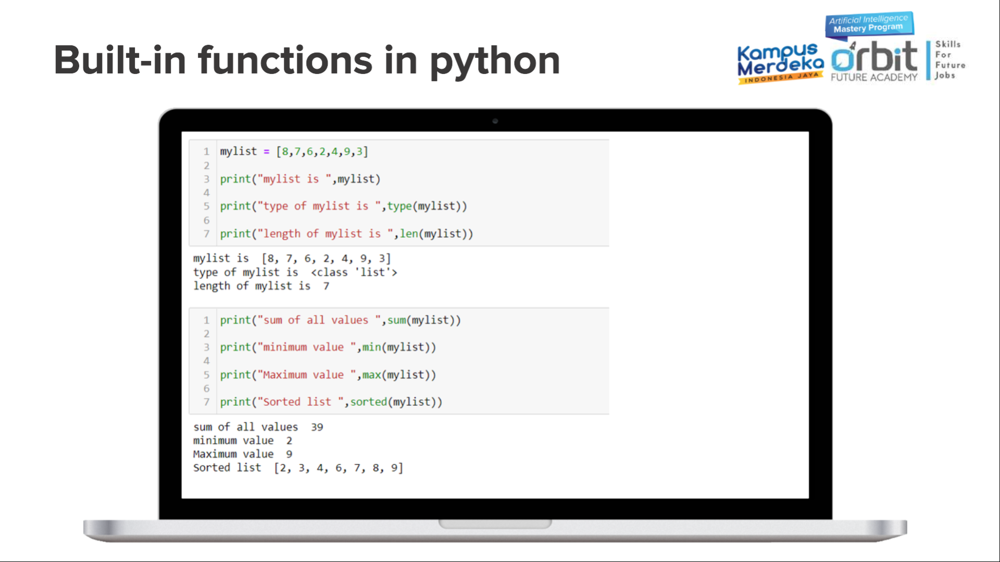 Built-in functions in python
Artificial Intelligence
Mastery Program
Kampus
Merdeka
INDONESIA JAYA
orbit
FUTURE ACADEMY
Skills
For
Future
Jobs
1 mylist = [8,7,6,2,4,9,3]
2
3 print("mylist is ",mylist)
4
5 print("type of mylist is ",type(mylist))
6
7 print("length of mylist is ",len(mylist))
mylist is  [8, 7, 6, 2, 4, 9, 3]
type of mylist is  <class 'list'>
length of mylist is  7
1 print("sum of all values ",sum(mylist))
2
3 print("minimum value ",min(mylist))
4
5 print("Maximum value ",max(mylist))
6
7 print("Sorted list ",sorted(mylist))
sum of all values  39
minimum value  2
Maximum value  9
Sorted list  [2, 3, 4, 6, 7, 8, 9]